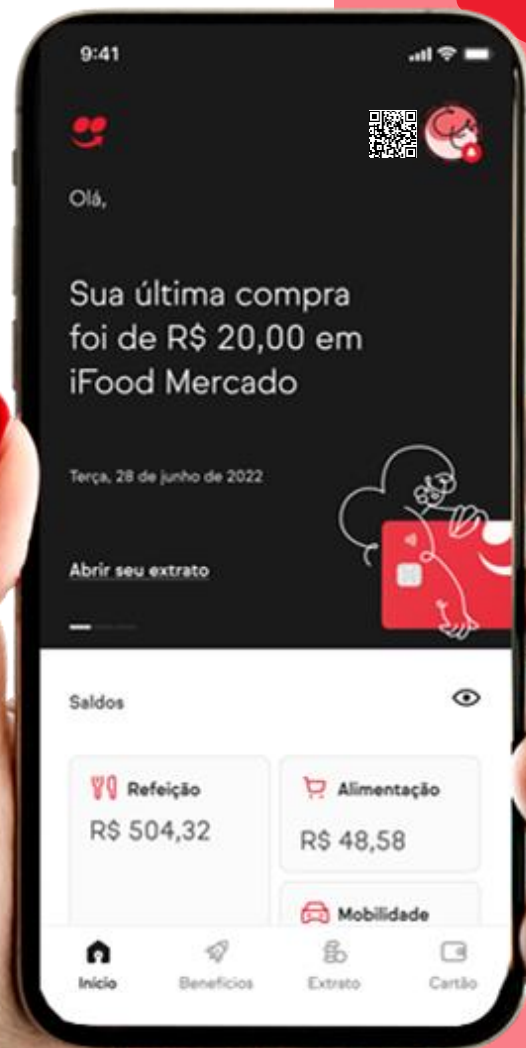 9:41
Olá,
Sua última compra
foi de R$ 20,00 em
iFood Mercado
Terça, 28 de junho de 2022
Abrir seu extrato
Saldos
Refeição
R$ 504,32
Alimentação
R$ 48,58
Mobilidade
Início
Benefícios
Extrato
Cartão